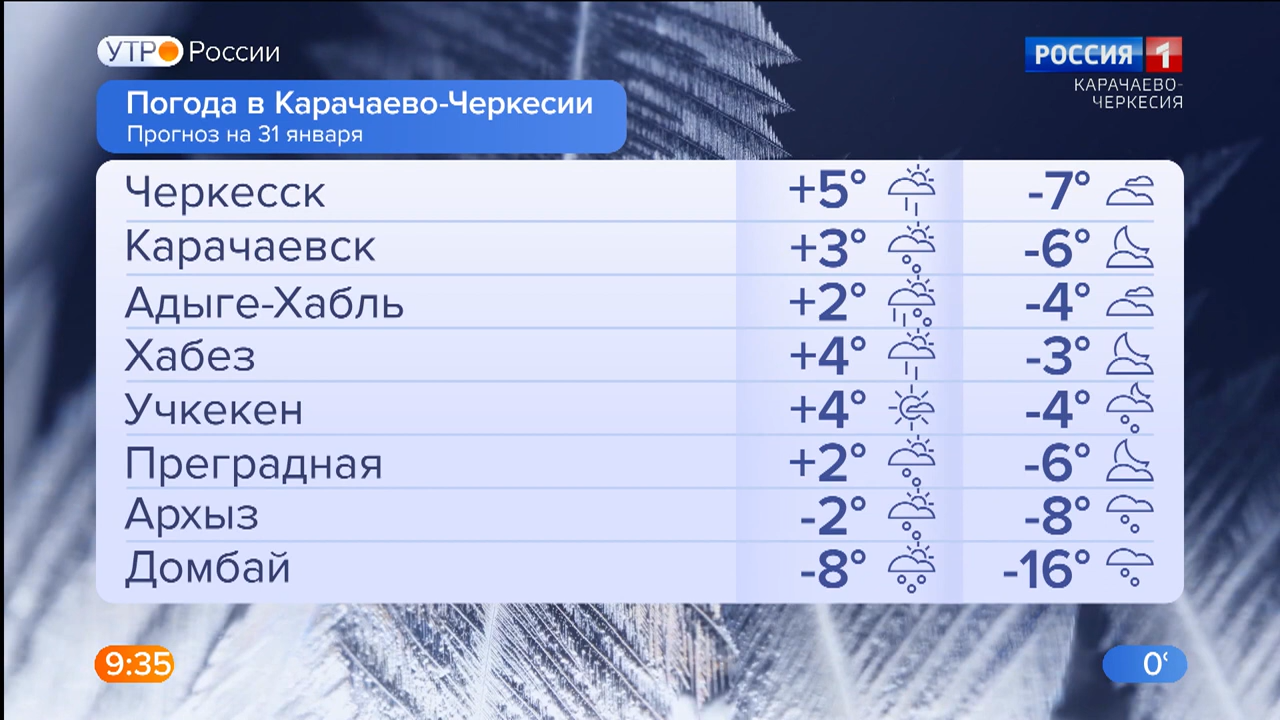 УТРО России
РОССИЯ 1
КАРАЧАЕВО-
ЧЕРКЕСИЯ
Погода в Карачаево-Черкесии
Прогноз на 31 января
Черкесск +5° -7°
Карачаевск +3° -6°
Адыге-Хабль +2° -4°
Хабез +4° -3°
Учкекен +4° -4°
Преградная +2° -6°
Архыз -2° -8°
Домбай -8° -16°
9:35
0°